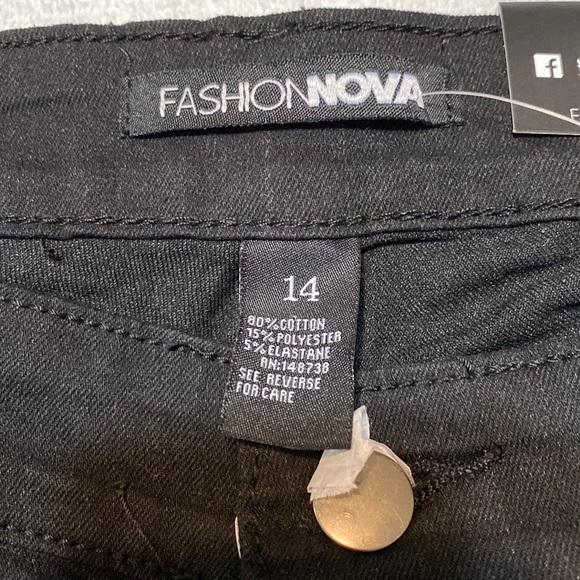 FASHIONNOVA
14
80%COTTON
15%POLYESTER
5%ELASTANE
RN:148738
SEE REVERSE
FOR CARE
f